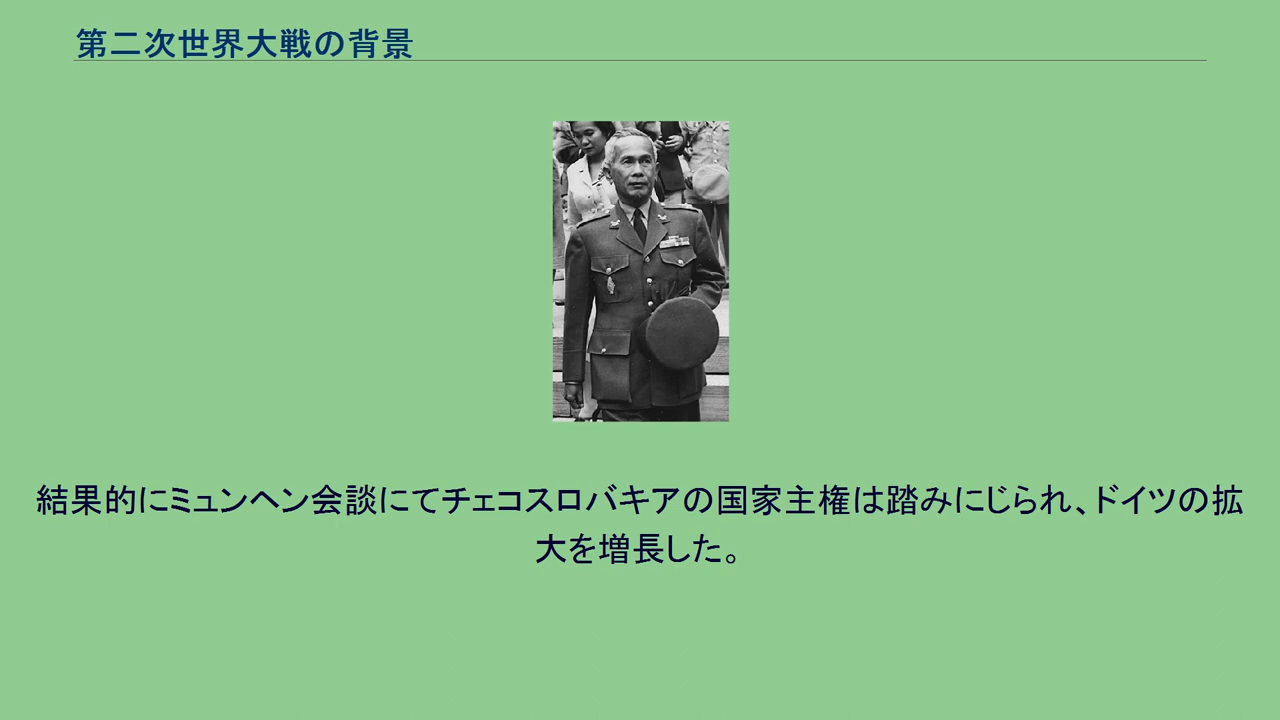 第二次世界大戦の背景
結果的にミュンヘン会談にてチェコスロバキアの国家主権は踏みにじられ、ドイツの拡
大を増長した。